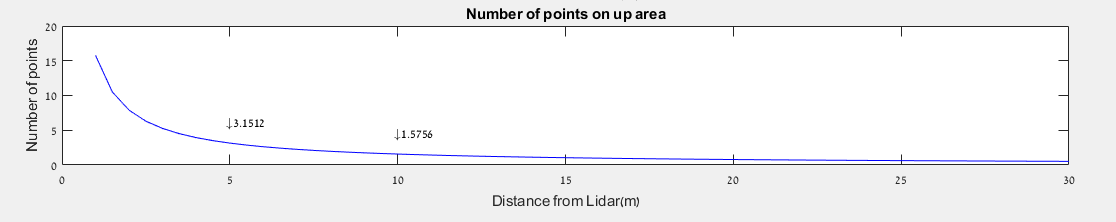 Number of points on up area
Number of points
20
15
10
5
0
↓3.1512
↓1.5756
0 5 10 15 20 25 30
Distance from Lidar(m)